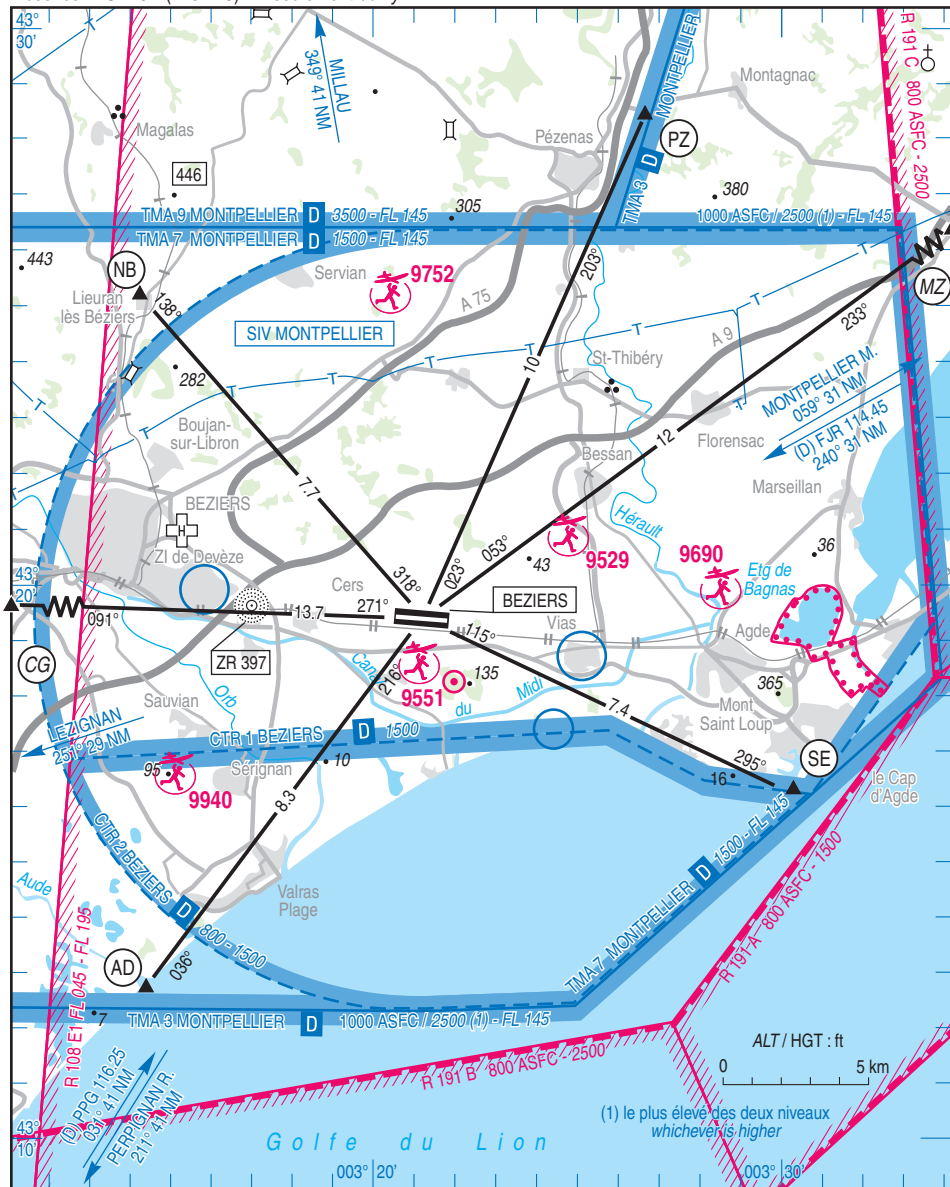 43°
30'
MILLAU
349° 41 NM
R 191 C 800 ASFC - 2500
Montagnac
Magalas
Pézenas
PZ
TMA 3 D MONTPELLIER
446
380
305
TMA 9 MONTPELLIER D 3500 - FL 145
1000 ASFC / 2500 (1) - FL 145
TMA 7 MONTPELLIER D 1500 - FL 145
443
NB
Servian
9752
203°
MZ
Lieuran
lès Béziers
138°
A 75
233°
SIV MONTPELLIER
A 9
St-Thibéry
282
10
MONTPELLIER M.
059° 31 NM
(D) FJR 114.45
240° 31 NM
Boujan-
sur-Libron
12
Florensac
Bessan
7.7
Marseillan
BEZIERS
H
Hérault
9529
053°
9690
36
43
ZI de Devèze
318°
023°
Etg de
Bagnas
43°
20'
Cers
271°
BEZIERS
091°
13.7
Vias
115°
Agde
CG
ZR 397
216°
Canal
du
Midi
9551
135
365
Sauvian
Orb
7.4
Mont
Saint Loup
LEZIGNAN
251° 29 NM
CTR 1 BEZIERS D 1500
295°
SE
95
10
16
9940
Sérignan
le Cap
d'Agde
8.3
CTR 2 BEZIERS D 800 - 1500
TMA 7 MONTPELLIER D 1500 - FL 145
R 191 A 800 ASFC - 1500
Aude
Valras
Plage
AD
036°
R 108 E1 FL 045 - FL 195
7
TMA 3 MONTPELLIER D 1000 ASFC / 2500 (1) - FL 145
ALT / HGT : ft
0 5 km
R 191 B 800 ASFC - 2500
(D) PPG 116.25
031° 41 NM
PERPIGNAN R.
211° 41 NM
(1) le plus élevé des deux niveaux
whichever is higher
43°
10'
Golfe du Lion
003° 20'
003° 30'